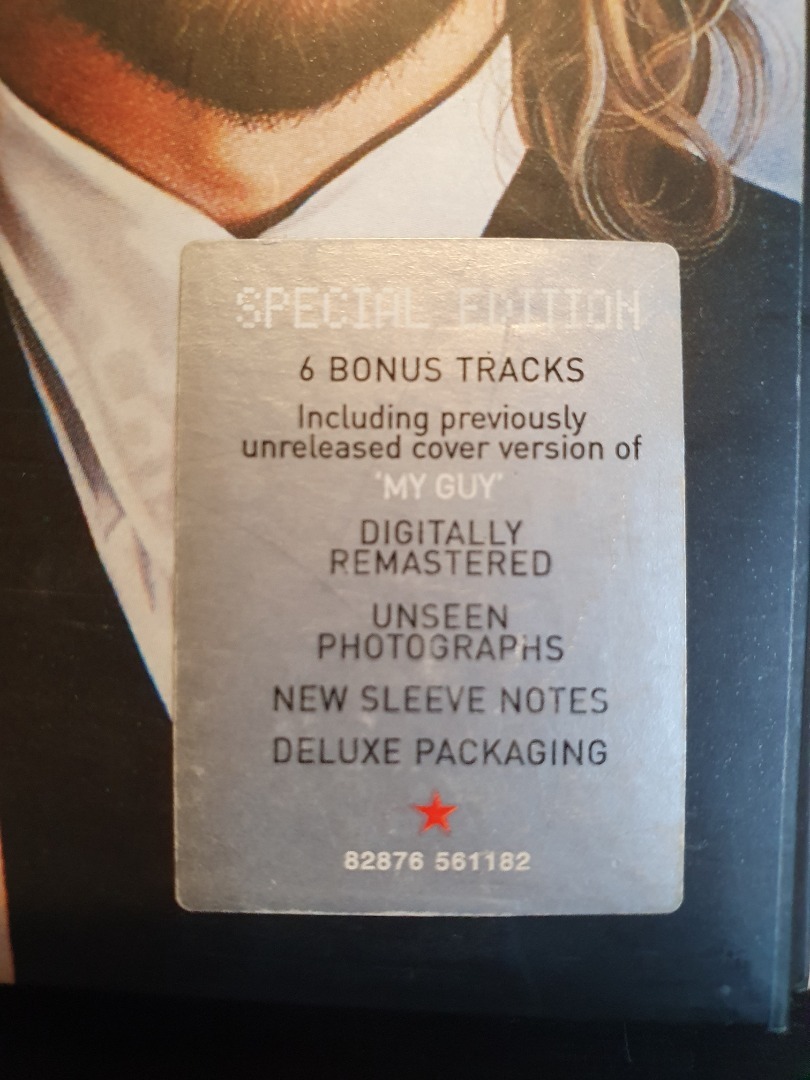 SPECIAL EDITION
6 BONUS TRACKS
Including previously
unreleased cover version of
'MY GUY'
DIGITALLY
REMASTERED
UNSEEN
PHOTOGRAPHS
NEW SLEEVE NOTES
DELUXE PACKAGING
82876 561182